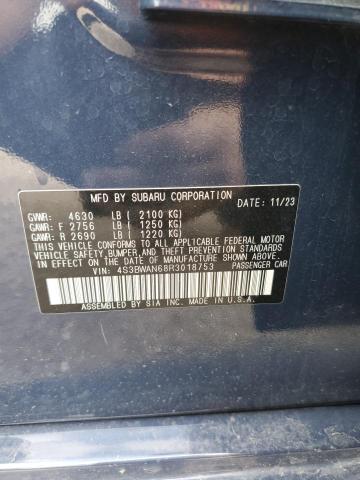 MFD BY SUBARU CORPORATION
GVWR: 4630 LB ( 2100 KG) DATE: 11/23
GAWR: F 2756 LB ( 1250 KG)
GAWR: R 2690 LB ( 1220 KG)
THIS VEHICLE CONFORMS TO ALL APPLICABLE FEDERAL MOTOR
VEHICLE SAFETY, BUMPER, AND THEFT PREVENTION STANDARDS
IN EFFECT ON THE DATE OF MANUFACTURE SHOWN ABOVE.
VIN: 4S3BWAN68R3018753 PASSENGER CAR
ASSEMBLED BY SIA INC. MADE IN U.S.A.